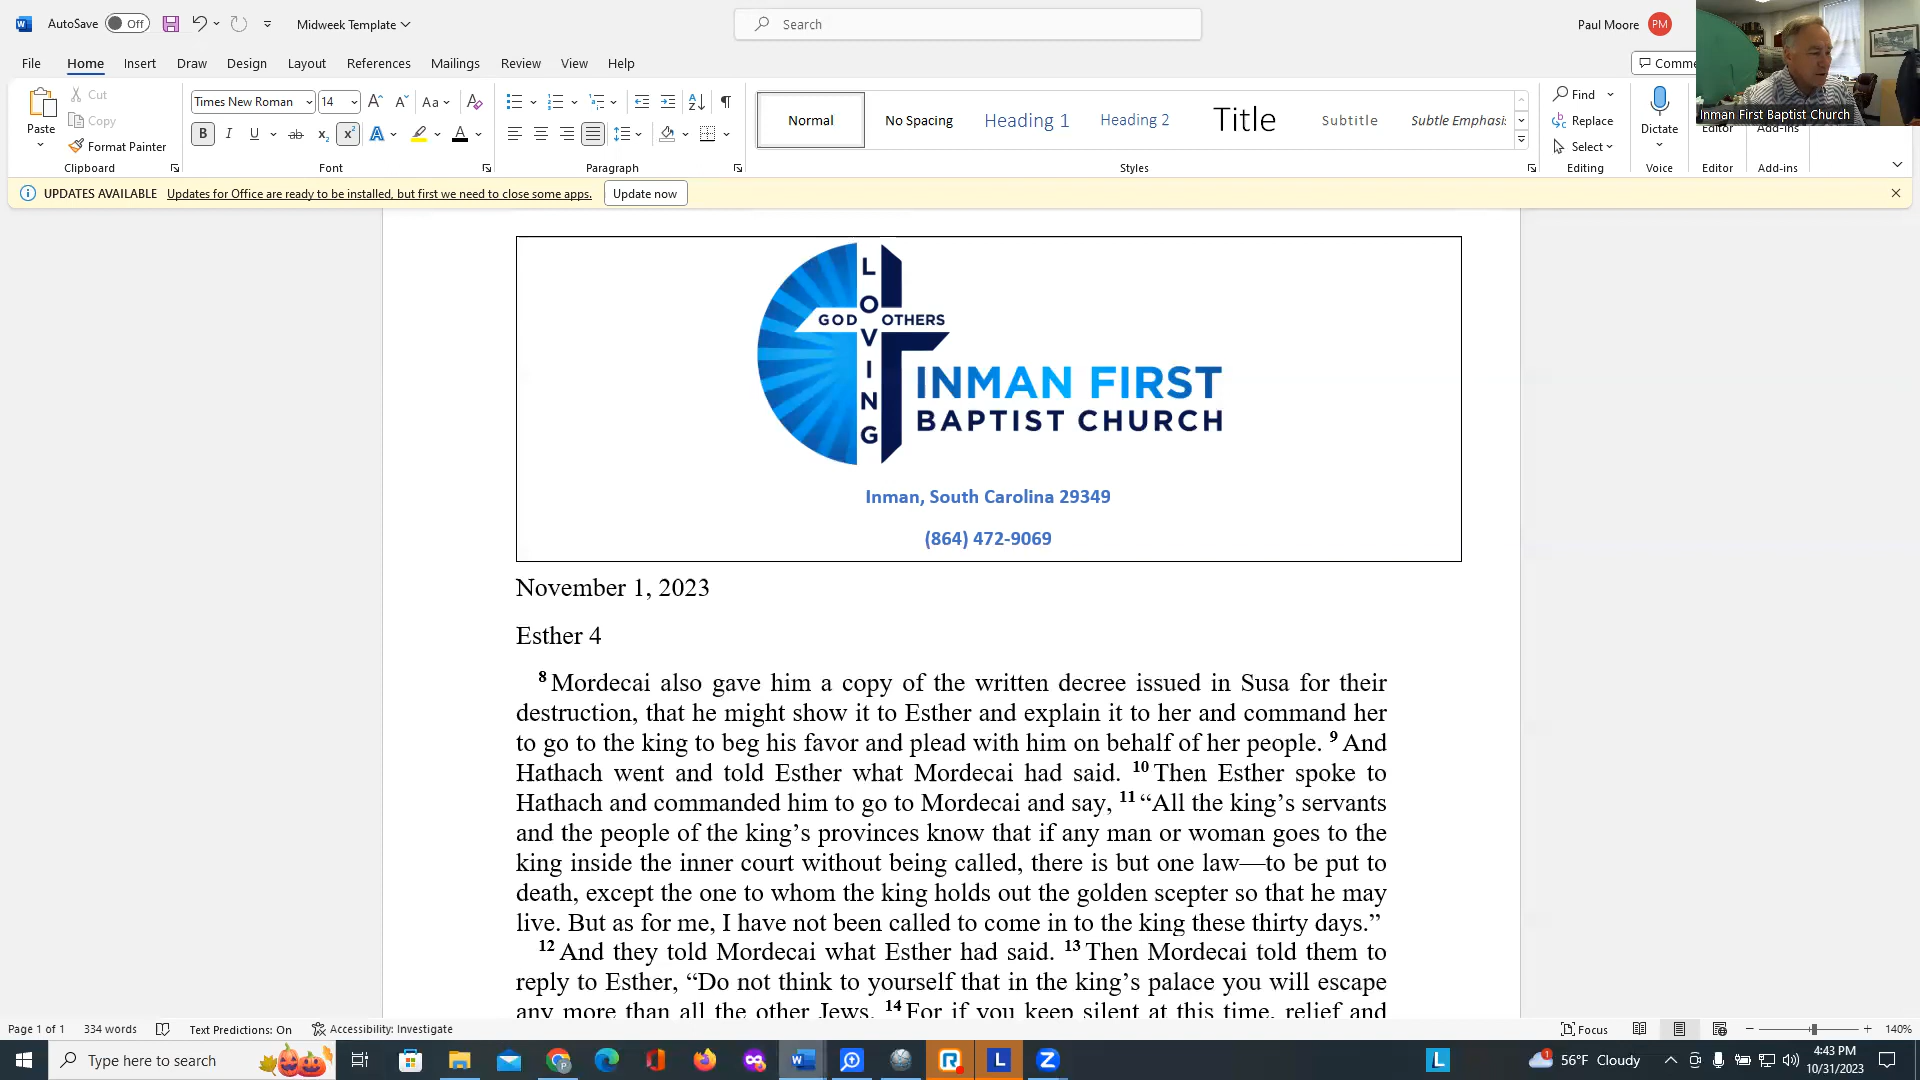 AutoSave Off Midweek Template Search Paul Moore PM
File Home Insert Draw Design Layout References Mailings Review View Help Comme
Paste Cut Copy Format Painter Clipboard
Times New Roman 14 Aa Font
B I U ab x₂ x² A A
Paragraph
Normal No Spacing Heading 1 Heading 2 Title Subtitle Subtle Emphasis Styles
Find Replace Select Editing
Dictate Voice
Editor Editor
Add-ins Add-ins
Inman First Baptist Church
UPDATES AVAILABLE Updates for Office are ready to be installed, but first we need to close some apps. Update now
LOVING
GOD OTHERS
INMAN FIRST
BAPTIST CHURCH
Inman, South Carolina 29349
(864) 472-9069
November 1, 2023
Esther 4
8 Mordecai also gave him a copy of the written decree issued in Susa for their
destruction, that he might show it to Esther and explain it to her and command her
to go to the king to beg his favor and plead with him on behalf of her people. 9 And
Hathach went and told Esther what Mordecai had said. 10 Then Esther spoke to
Hathach and commanded him to go to Mordecai and say, 11 “All the king’s servants
and the people of the king’s provinces know that if any man or woman goes to the
king inside the inner court without being called, there is but one law—to be put to
death, except the one to whom the king holds out the golden scepter so that he may
live. But as for me, I have not been called to come in to the king these thirty days.”
12 And they told Mordecai what Esther had said. 13 Then Mordecai told them to
reply to Esther, “Do not think to yourself that in the king’s palace you will escape
any more than all the other Jews. 14 For if you keep silent at this time, relief and
Page 1 of 1 334 words Text Predictions: On Accessibility: Investigate Focus 140%
Type here to search 56°F Cloudy 4:43 PM
10/31/2023